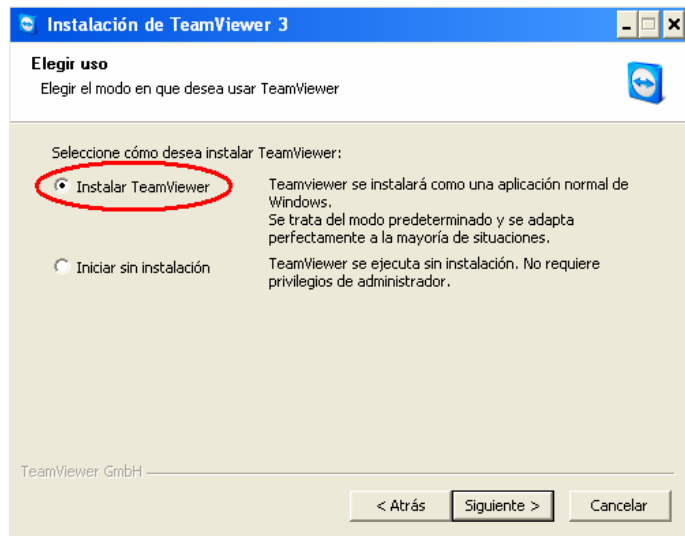 Instalación de TeamViewer 3
Elegir uso
Elegir el modo en que desea usar TeamViewer
Seleccione cómo desea instalar TeamViewer:
Instalar TeamViewer
Teamviewer se instalará como una aplicación normal de
Windows.
Se trata del modo predeterminado y se adapta
perfectamente a la mayoría de situaciones.
Iniciar sin instalación
TeamViewer se ejecuta sin instalación. No requiere
privilegios de administrador.
TeamViewer GmbH
< Atrás
Siguiente >
Cancelar